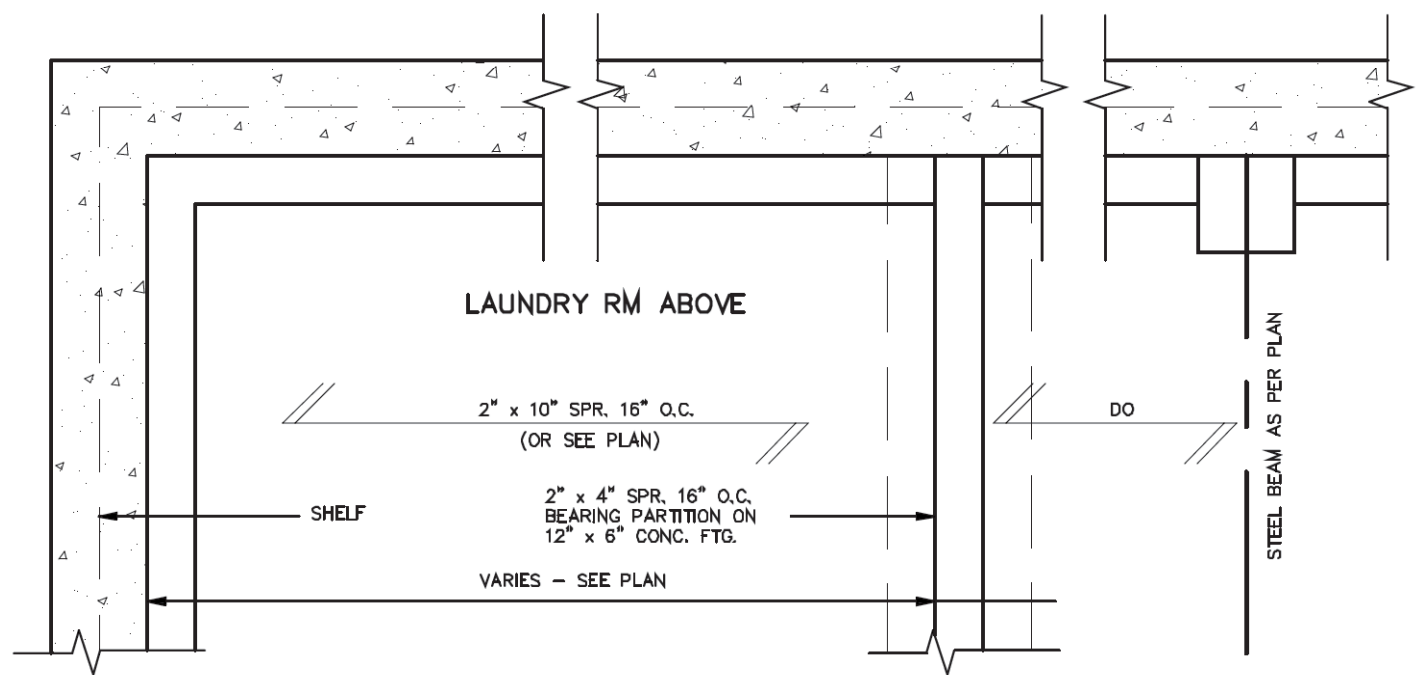 LAUNDRY RM ABOVE
2" x 10" SPR. 16" O.C.
(OR SEE PLAN)
DO
STEEL BEAM AS PER PLAN
SHELF
2" x 4" SPR. 16" O.C.
BEARING PARTITION ON
12" x 6" CONC. FTG.
VARIES – SEE PLAN